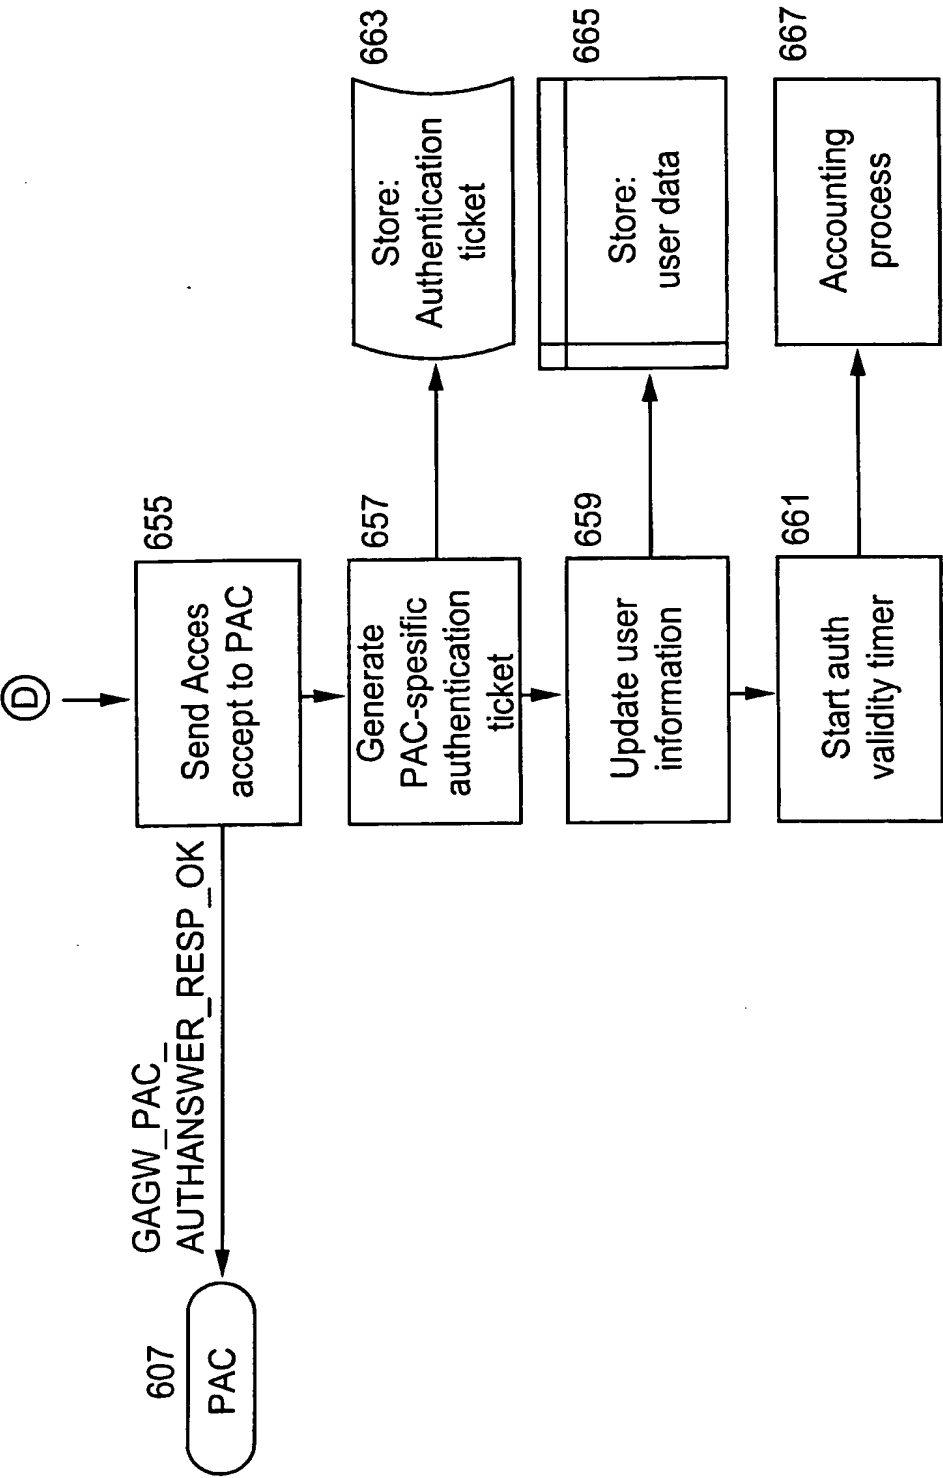 D
655
Send Acces
accept to PAC
GAGW_PAC_
AUTHANSWER_RESP_OK
607
PAC
657
Generate
PAC-spesific
authentication
ticket
663
Store:
Authentication
ticket
659
Update user
information
665
Store:
user data
661
Start auth
validity timer
667
Accounting
process